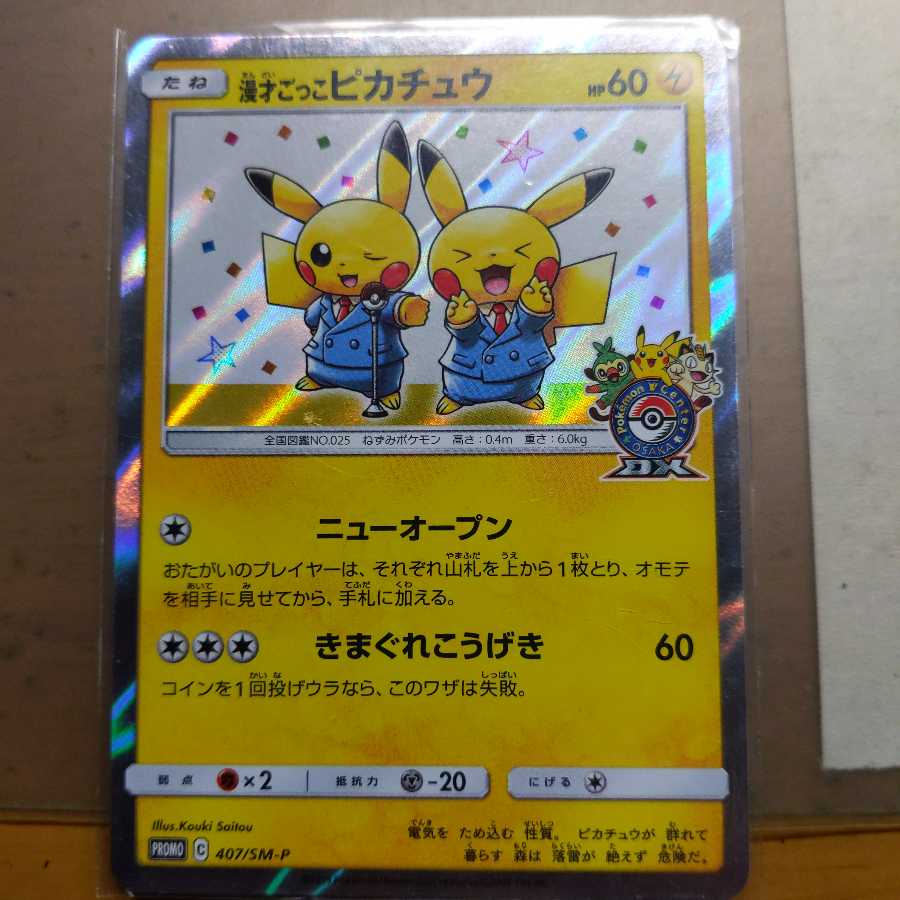 たね 漫才ごっこピカチュウ HP60
Pokémon Center
OSAKA
DX
全国図鑑NO.025 ねずみポケモン 高さ:0.4m 重さ:6.0kg
ニューオープン
おたがいのプレイヤーは、それぞれ山札を上から1枚とり、オモテ
を相手に見せてから、手札に加える。
きまぐれこうげき 60
コインを1回投げウラなら、このワザは失敗。
弱点 ×2 抵抗力 -20 にげる
Illus.Kouki Saitou
電気を ため込む 性質。 ピカチュウが 群れて
暮らす 森は 落雷が 絶えず 危険だ。
PROMO C 407/SM-P